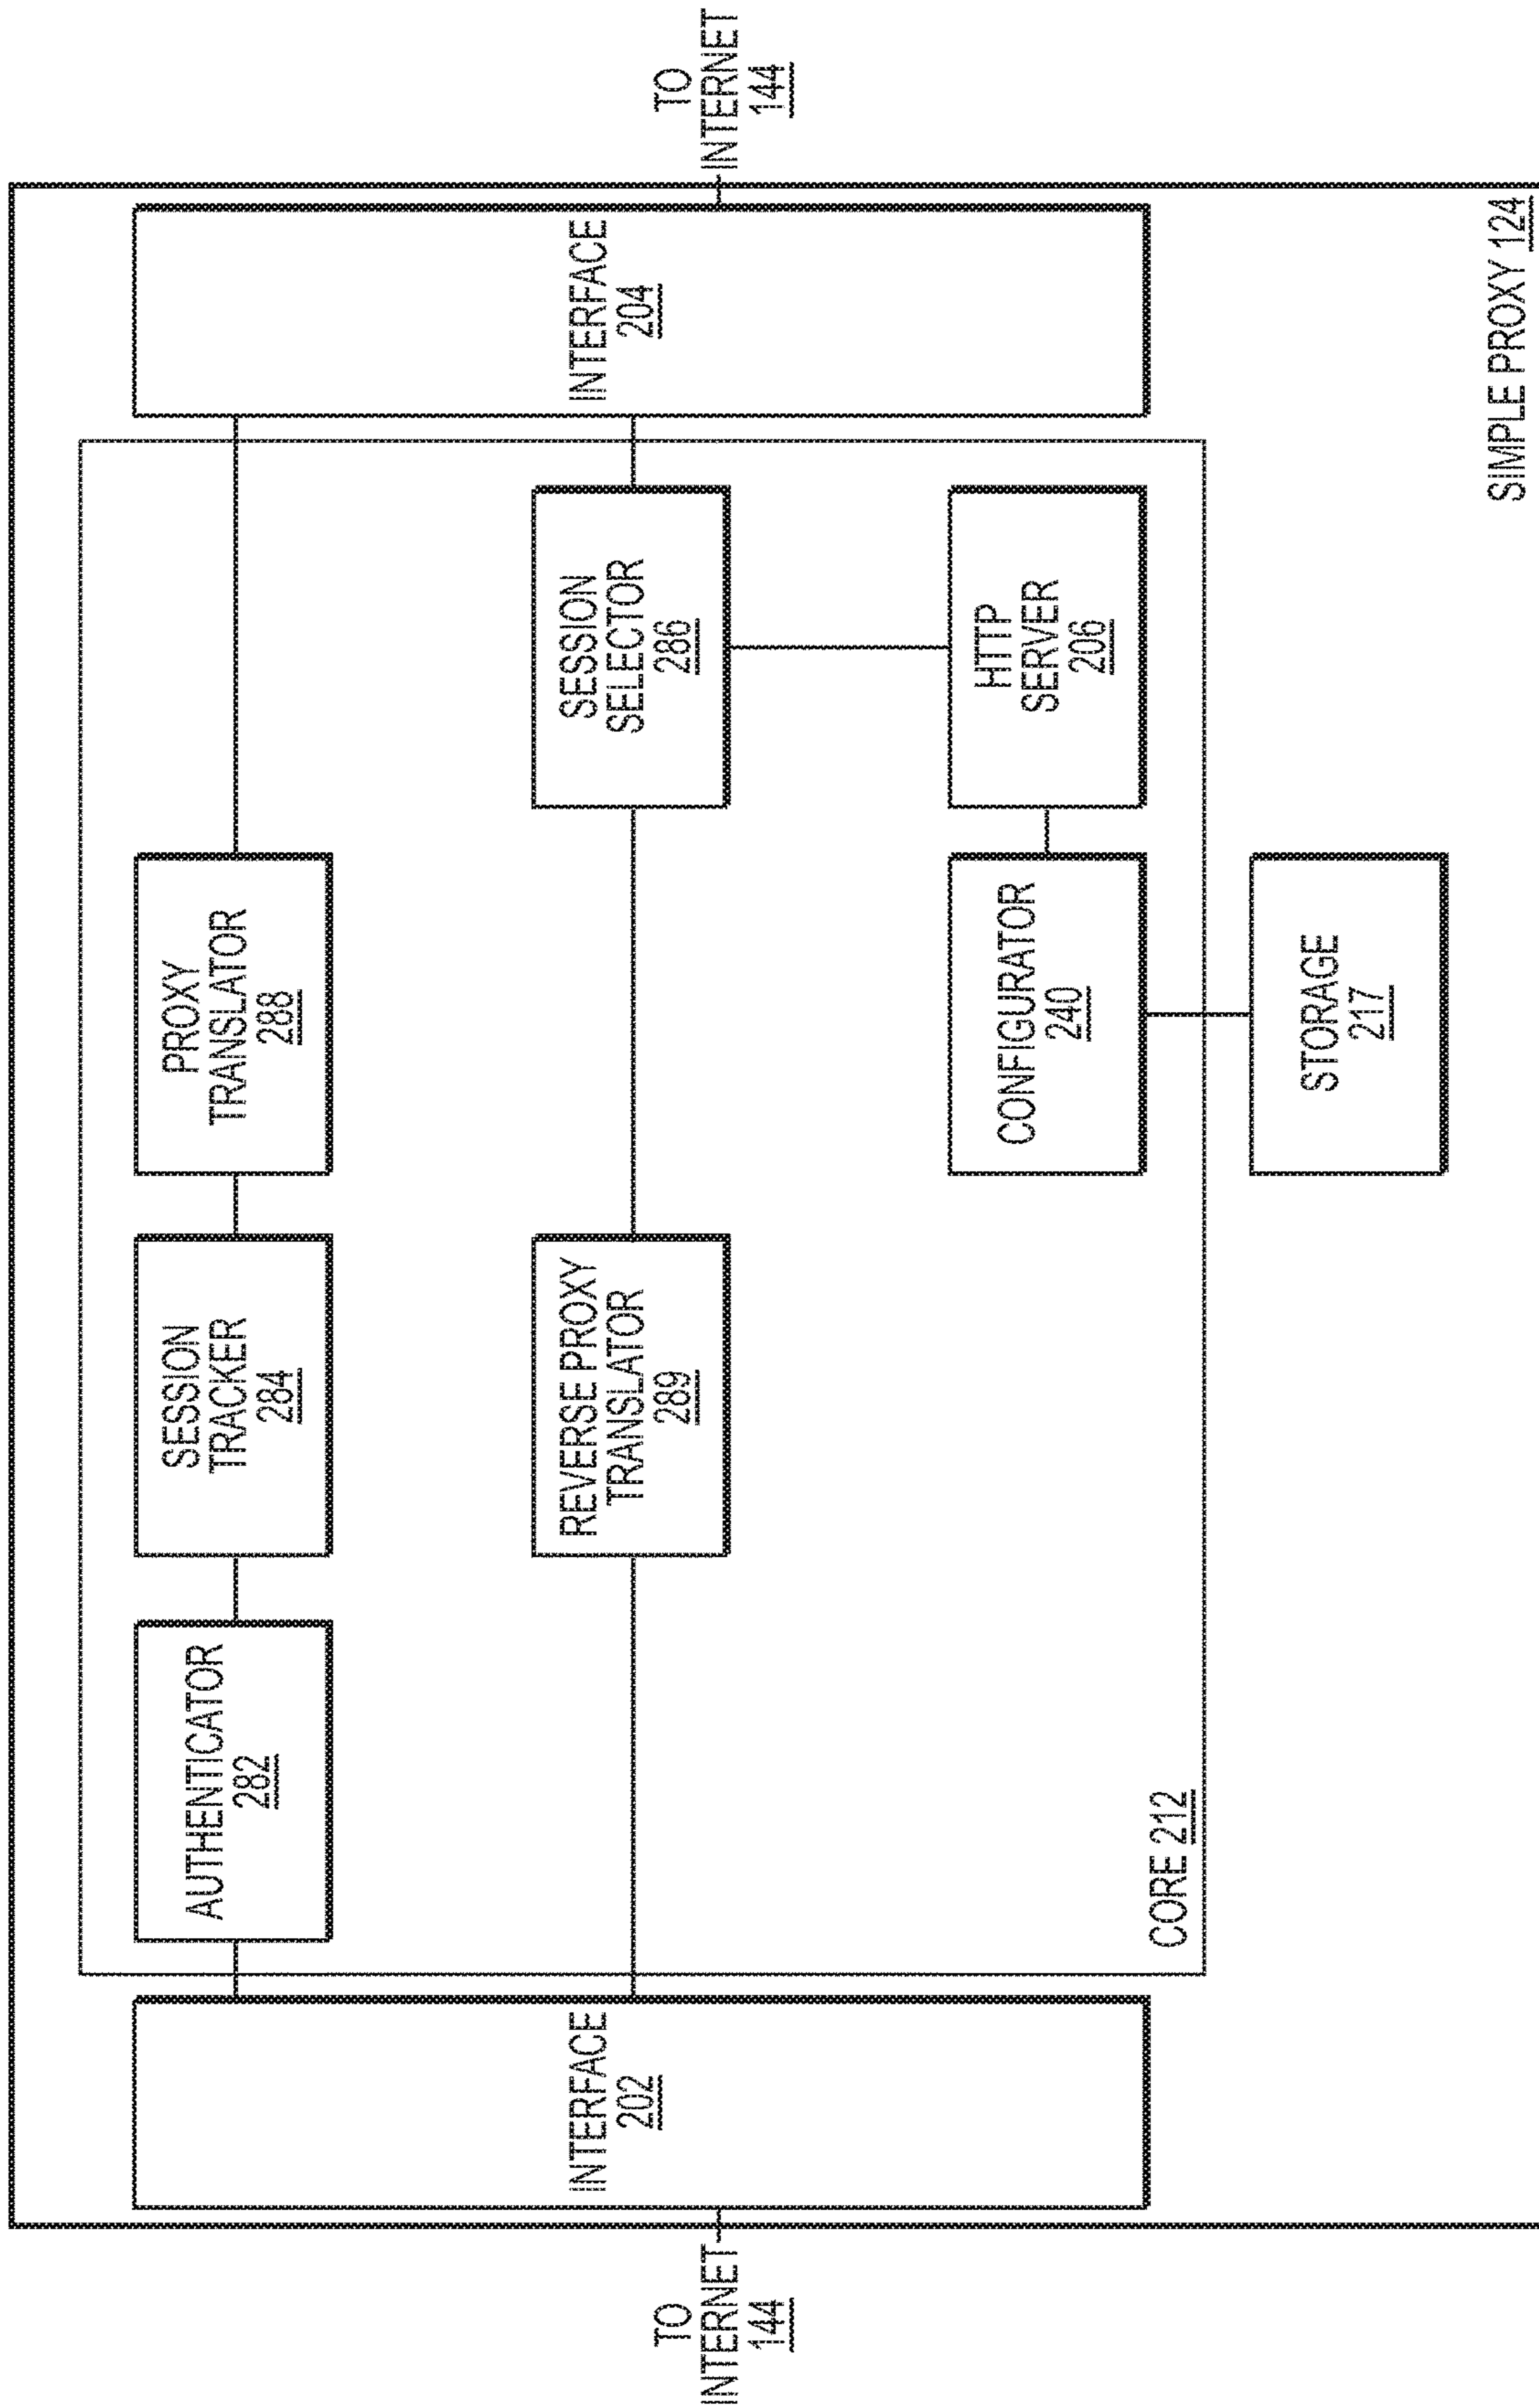 TO
INTERNET
144
INTERFACE
202
AUTHENTICATOR
282
SESSION
TRACKER
284
PROXY
TRANSLATOR
288
REVERSE PROXY
TRANSLATOR
289
SESSION
SELECTOR
286
CONFIGURATOR
240
HTTP
SERVER
206
CORE 212
STORAGE
217
INTERFACE
204
TO
INTERNET
144
SIMPLE PROXY 124